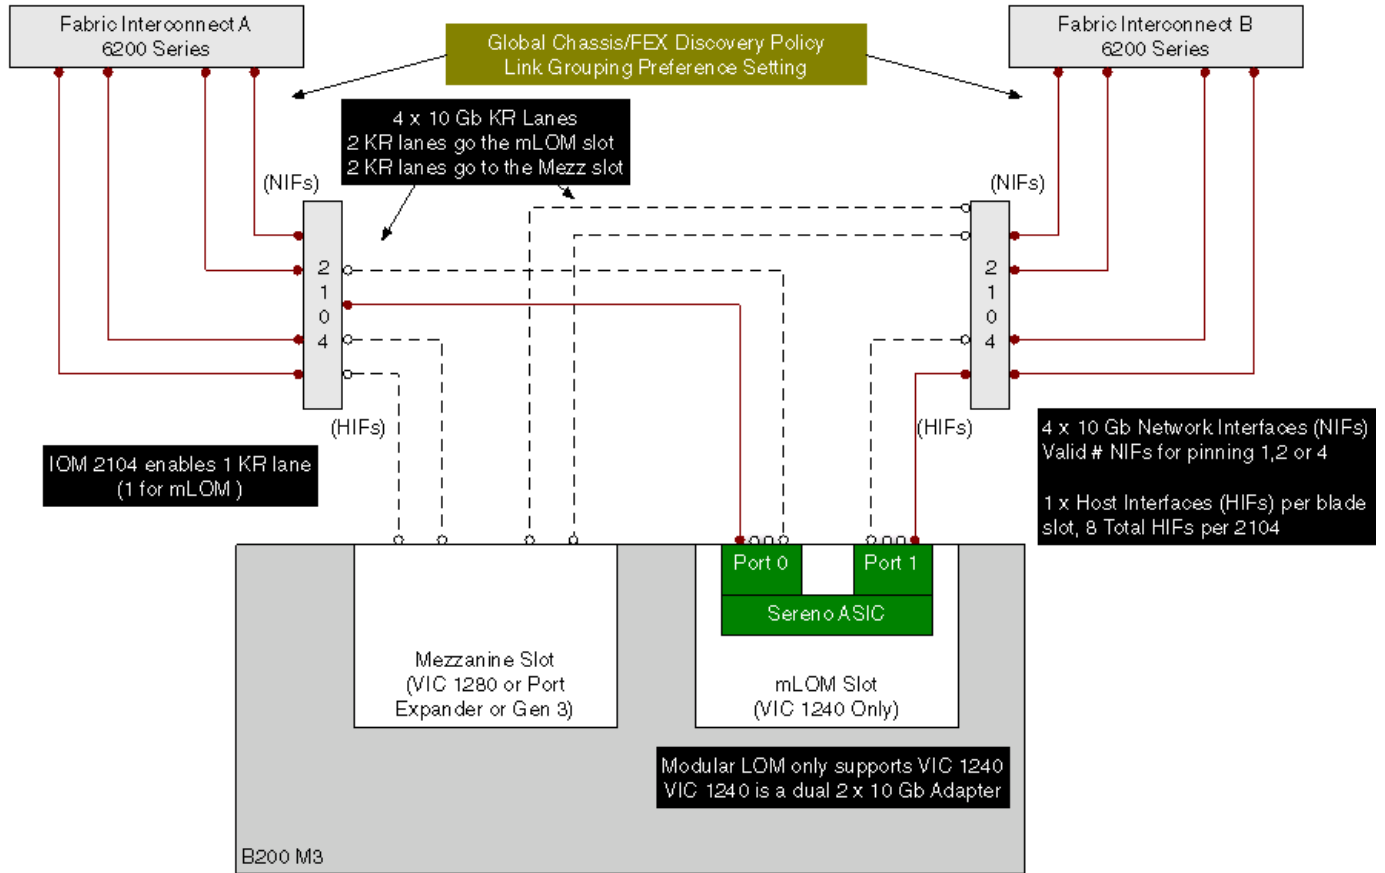 Fabric Interconnect A
6200 Series
Global Chassis/FEX Discovery Policy
Link Grouping Preference Setting
Fabric Interconnect B
6200 Series
4 x 10 Gb KR Lanes
2 KR lanes go the mLOM slot
2 KR lanes go to the Mezz slot
(NIFs)
(NIFs)
2
1
0
4
2
1
0
4
(HIFs)
(HIFs)
IOM 2104 enables 1 KR lane
(1 for mLOM )
4 x 10 Gb Network Interfaces (NIFs)
Valid # NIFs for pinning 1,2 or 4
1 x Host Interfaces (HIFs) per blade
slot, 8 Total HIFs per 2104
Port 0
Port 1
Sereno ASIC
Mezzanine Slot
(VIC 1280 or Port
Expander or Gen 3)
mLOM Slot
(VIC 1240 Only)
Modular LOM only supports VIC 1240
VIC 1240 is a dual 2 x 10 Gb Adapter
B200 M3